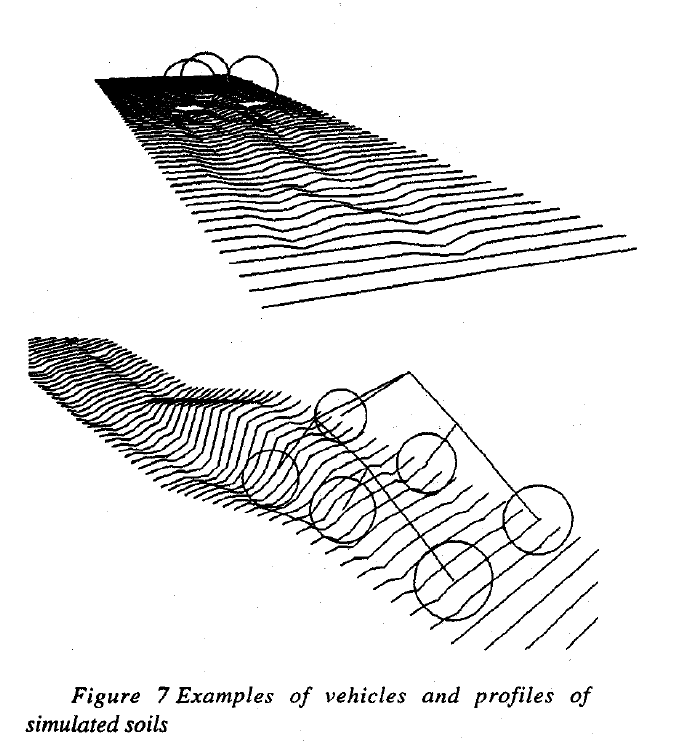 Figure 7 Examples of vehicles and profiles of
simulated soils